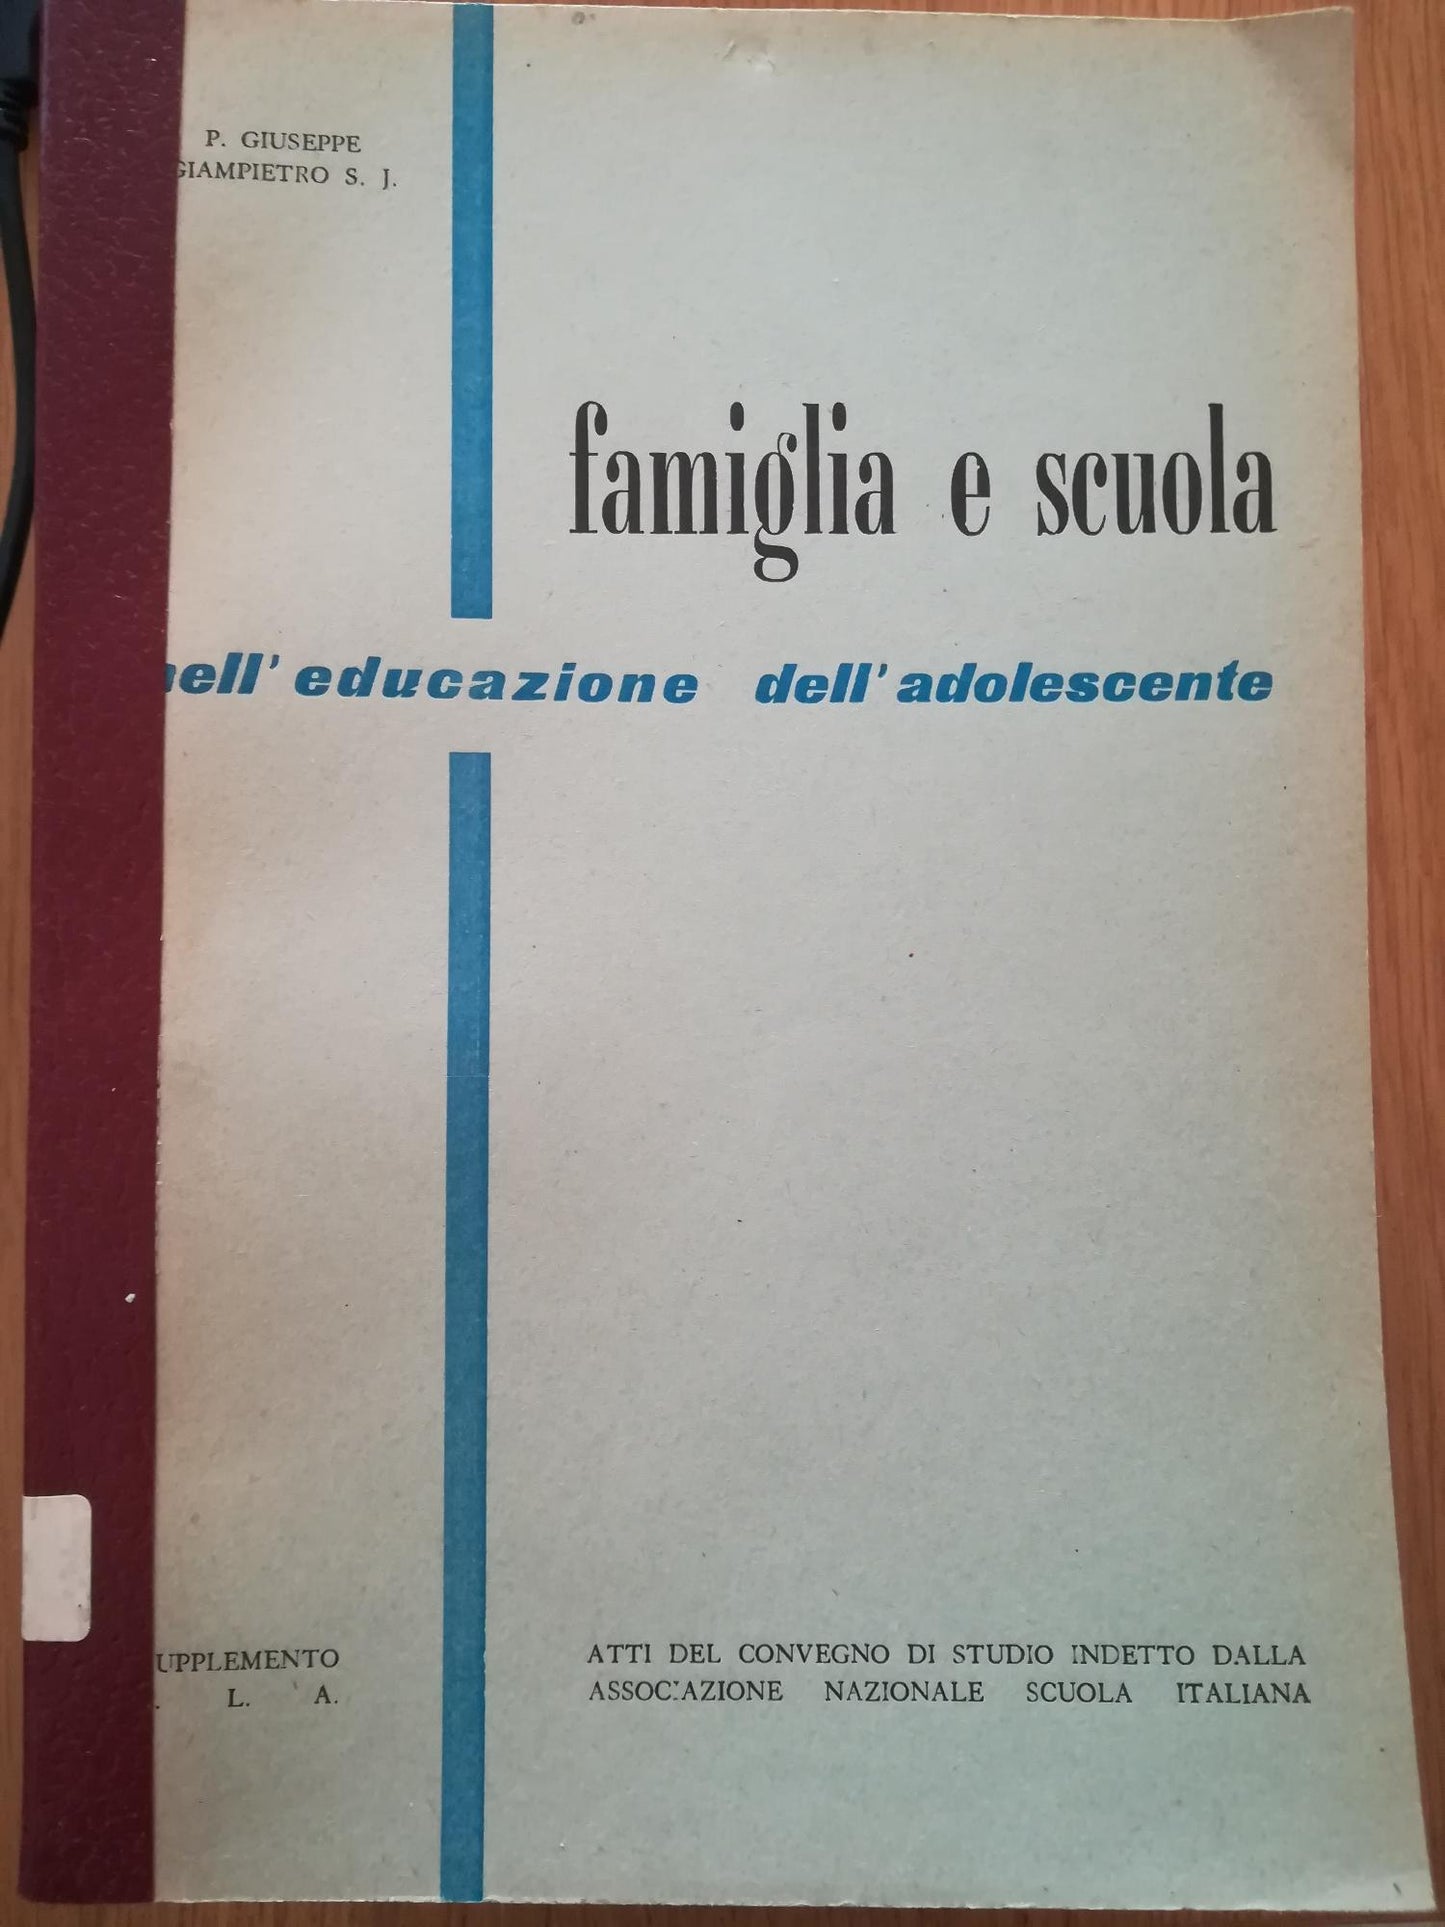 P. GIUSEPPE
GIAMPIETRO S. J.
famiglia e scuola
nell' educazione dell' adolescente
UPPLEMENTO
. L. A.
ATTI DEL CONVEGNO DI STUDIO INDETTO DALLA
ASSOCIAZIONE NAZIONALE SCUOLA ITALIANA